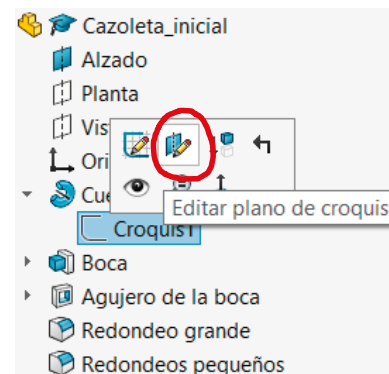 Cazoleta_inicial
Alzado
Planta
Vis
Ori
Cue
Editar plano de croquis
Croquis1
Boca
Agujero de la boca
Redondeo grande
Redondeos pequeños